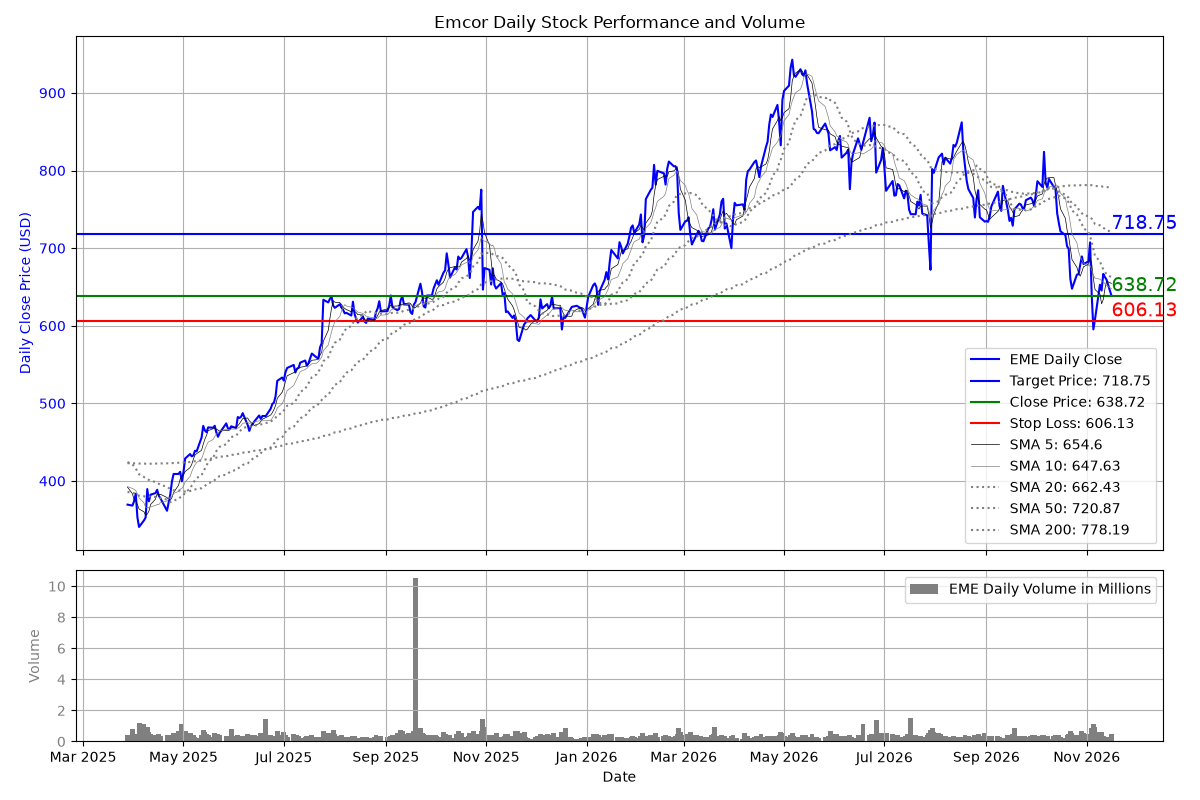 Emcor Daily Stock Performance and Volume
Daily Close Price (USD)
900
800
700
600
500
400
718.75
638.72
606.13
EME Daily Close
Target Price: 718.75
Close Price: 638.72
Stop Loss: 606.13
SMA 5: 654.6
SMA 10: 647.63
SMA 20: 662.43
SMA 50: 720.87
SMA 200: 778.19
Volume
10
8
6
4
2
0
EME Daily Volume in Millions
Mar 2025 May 2025 Jul 2025 Sep 2025 Nov 2025 Jan 2026 Mar 2026 May 2026 Jul 2026 Sep 2026 Nov 2026
Date